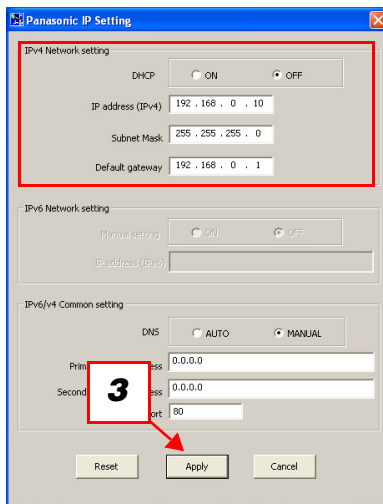 Panasonic IP Setting
IPv4 Network setting
DHCP ON OFF
IP address (IPv4) 192 . 168 . 0 . 10
Subnet Mask 255 . 255 . 255 . 0
Default gateway 192 . 168 . 0 . 1
IPv6 Network setting
Manual setting ON OFF
IP address (IPv6)
IPv6/v4 Common setting
DNS AUTO MANUAL
0.0.0.0
0.0.0.0
80
3
Reset Apply Cancel